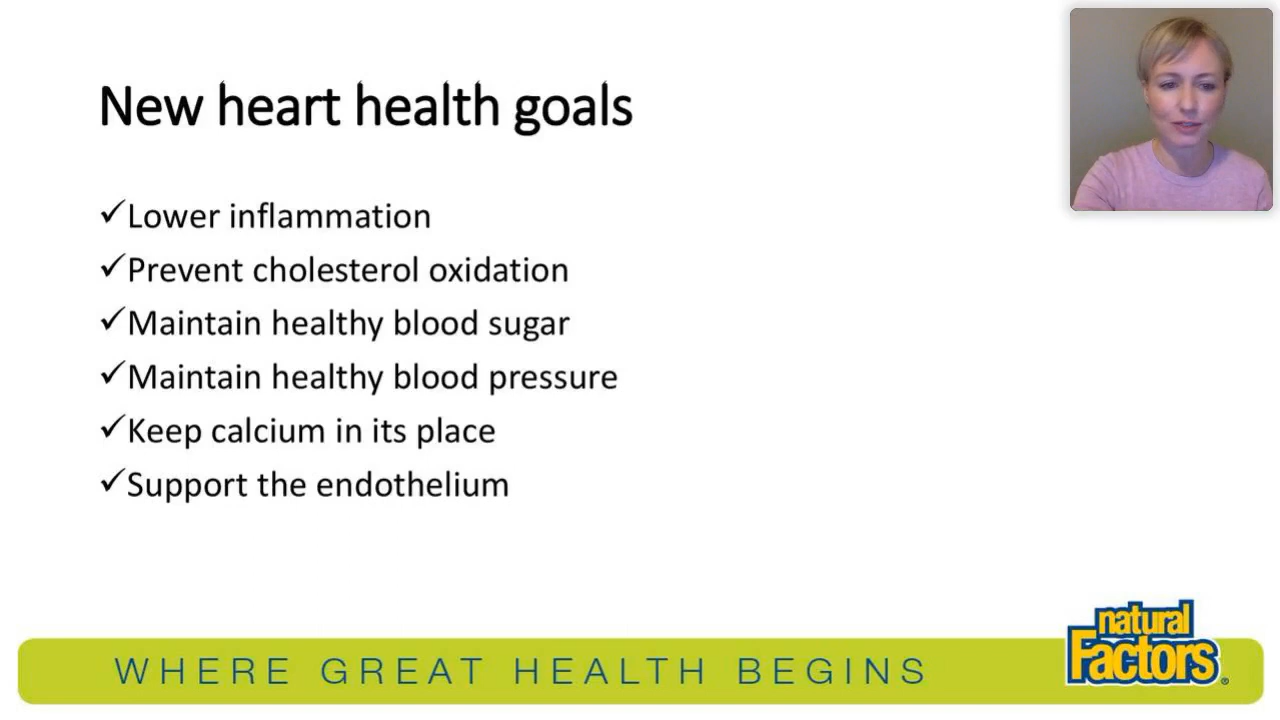 New heart health goals
✓Lower inflammation
✓Prevent cholesterol oxidation
✓Maintain healthy blood sugar
✓Maintain healthy blood pressure
✓Keep calcium in its place
✓Support the endothelium
WHERE GREAT HEALTH BEGINS
natural
Factors®